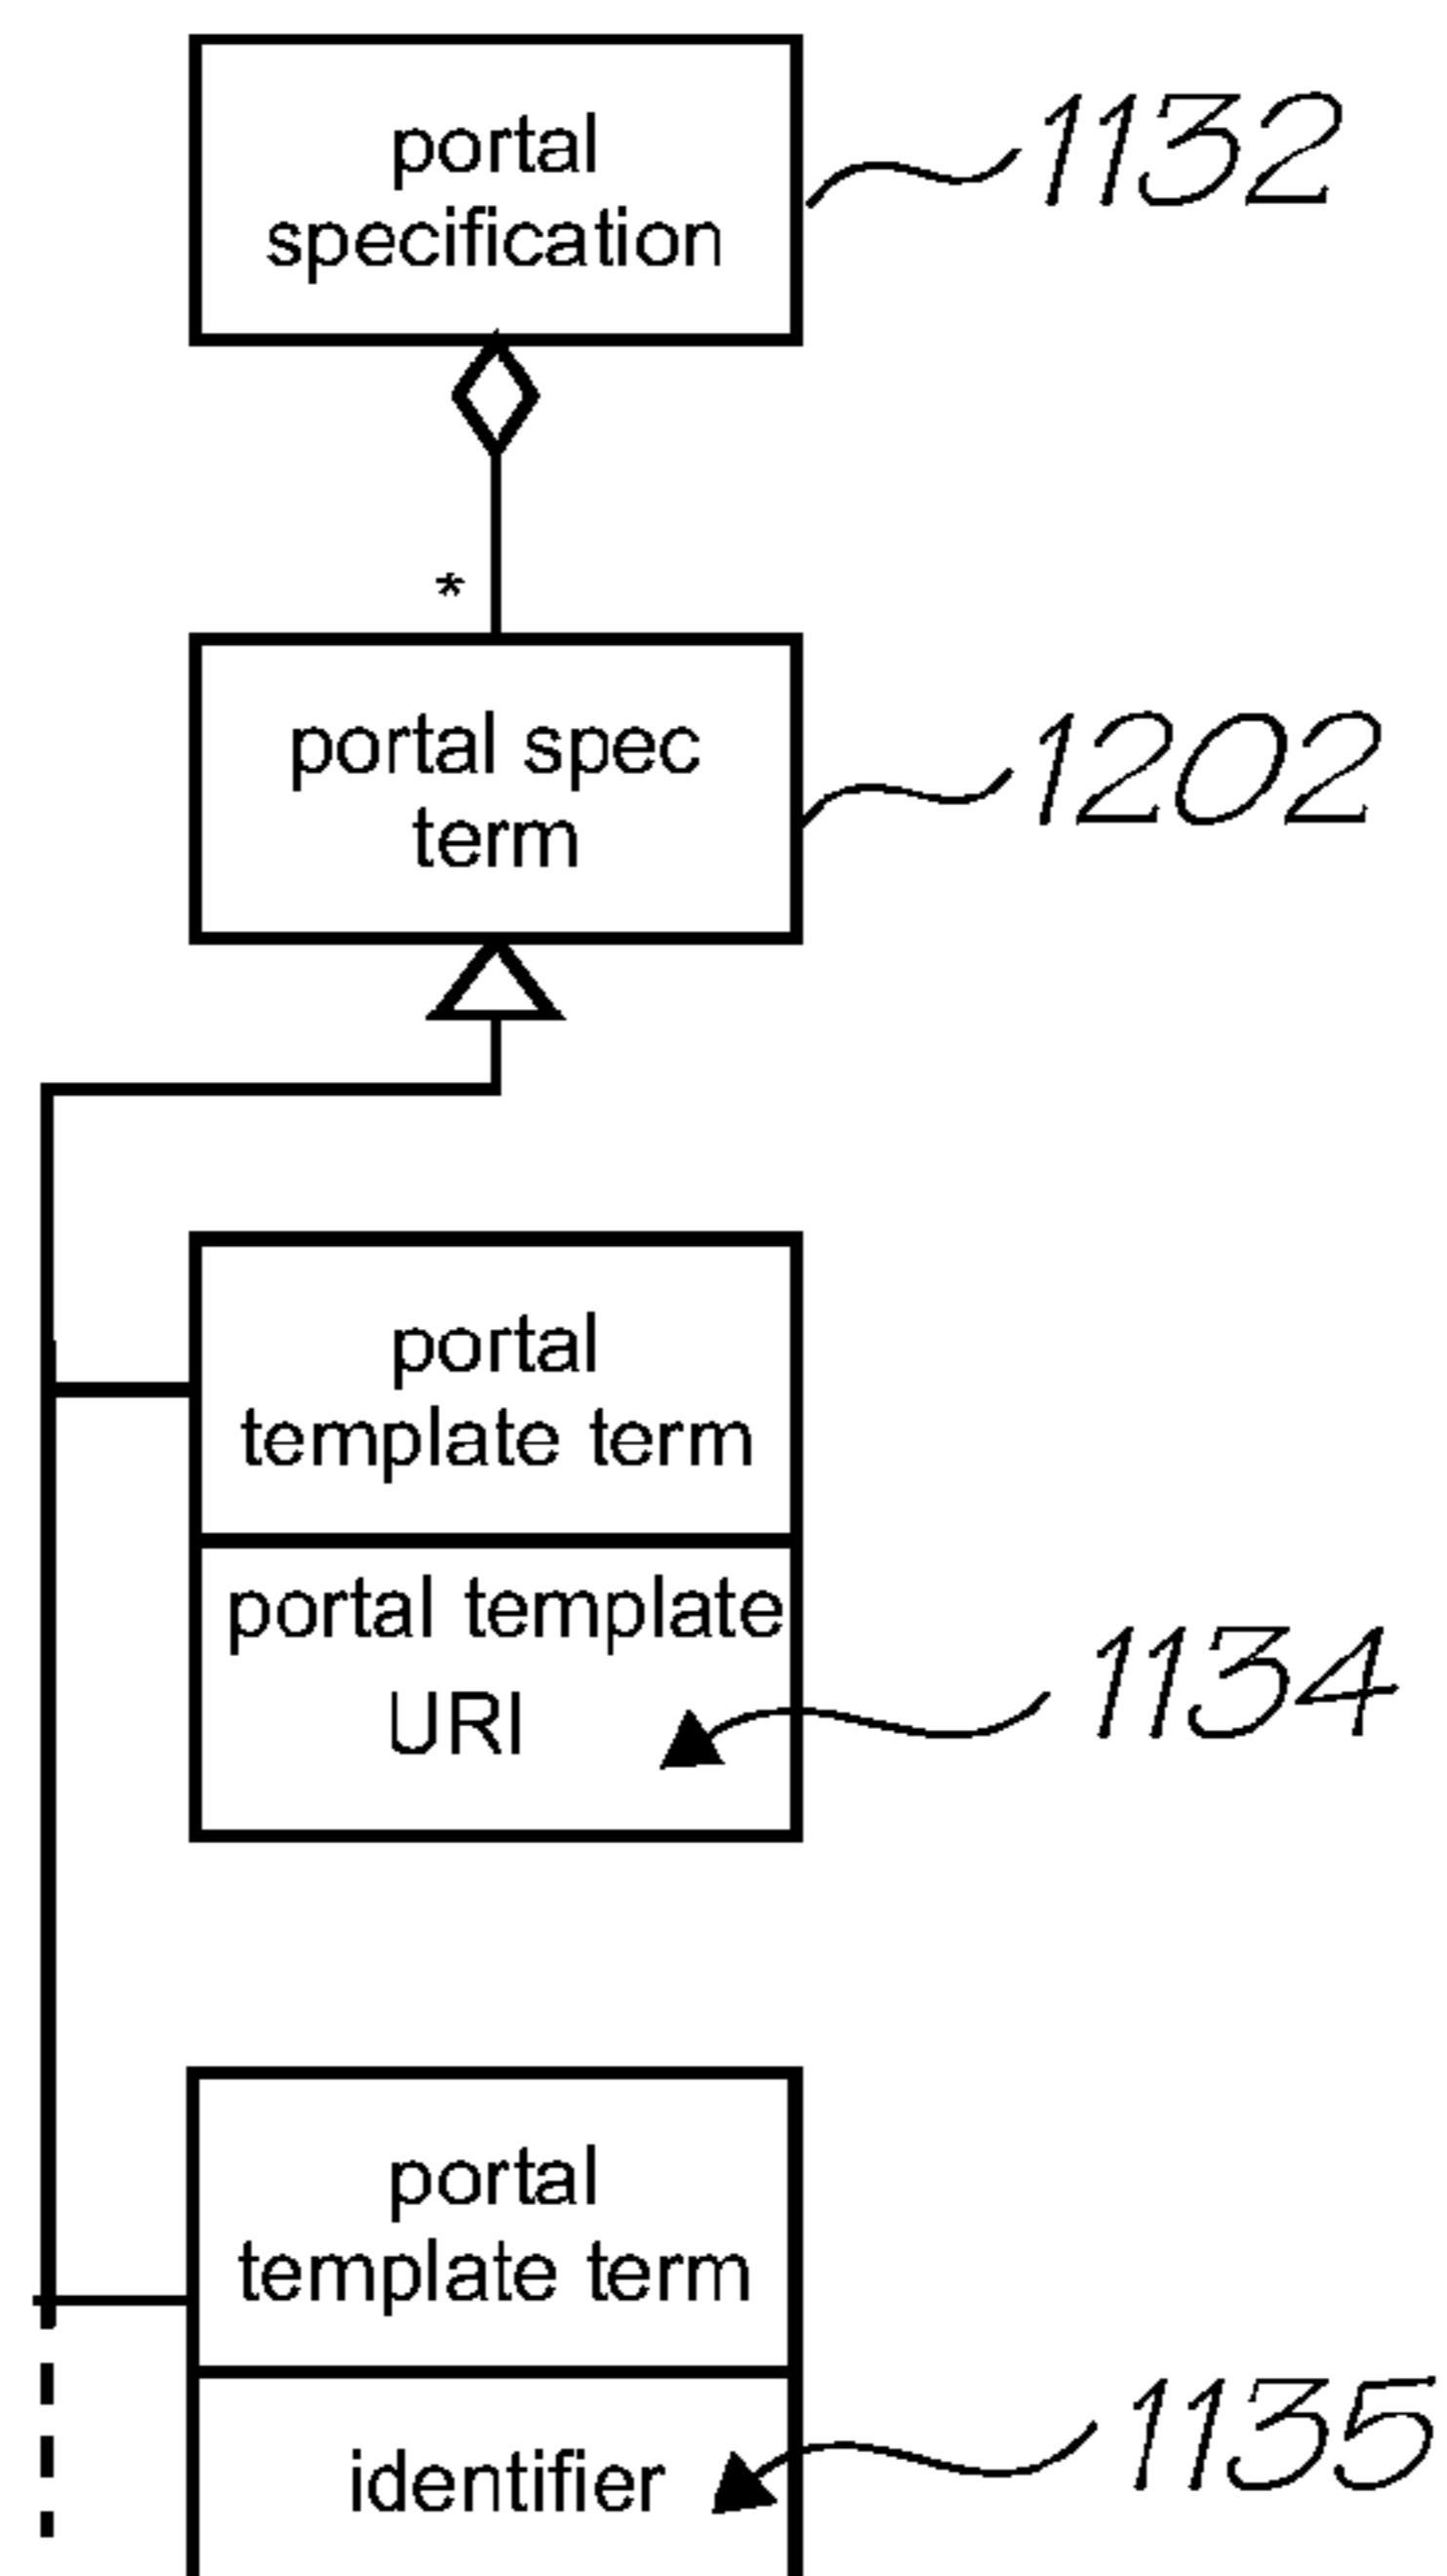 portal
specification
1132
*
portal spec
term
1202
portal
template term
portal template
URI
1134
portal
template term
identifier
1135